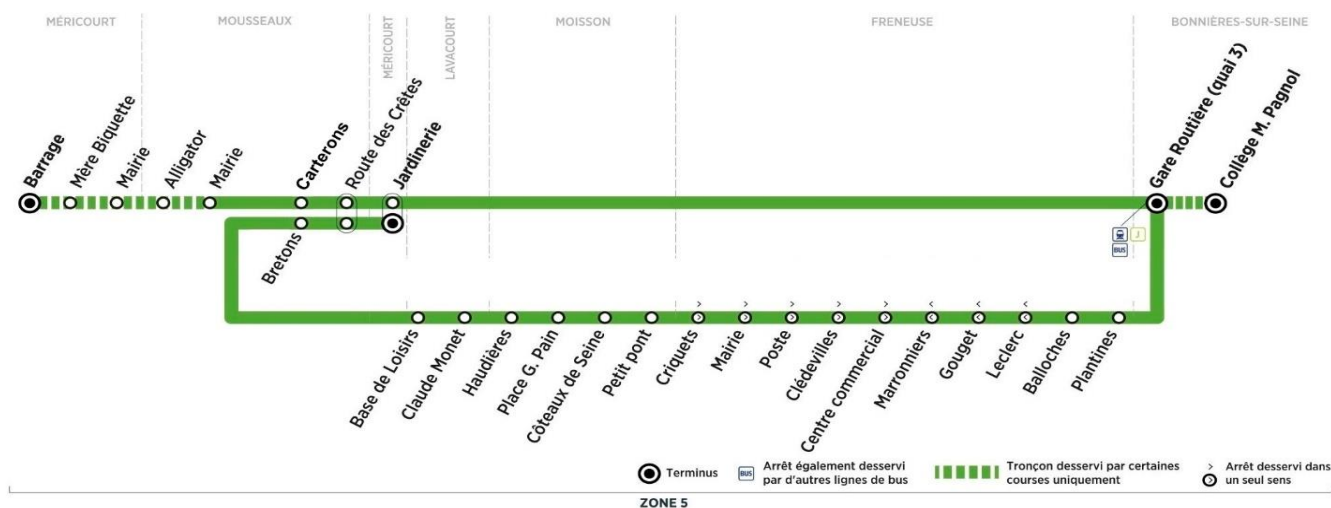 MÉRICOURT
MOUSSEAUX
MÉRICOURT
LAVACOURT
MOISSON
FRENEUSE
BONNIÈRES-SUR-SEINE
Barrage
Mère Biquette
Mairie
Alligator
Mairie
Carterons
Route des Crêtes
Jardinerie
Gare Routière (quai 3)
Collège M. Pagnol
Bretons
J
BUS
Base de Loisirs
Claude Monet
Haudières
Place G. Pain
Côteaux de Seine
Petit pont
Criquets
Mairie
Poste
Clédevilles
Centre commercial
Marronniers
Gouget
Leclerc
Balloches
Plantines
Terminus
BUS
Arrêt également desservi
par d'autres lignes de bus
Tronçon desservi par certaines
courses uniquement
Arrêt desservi dans
un seul sens
ZONE 5